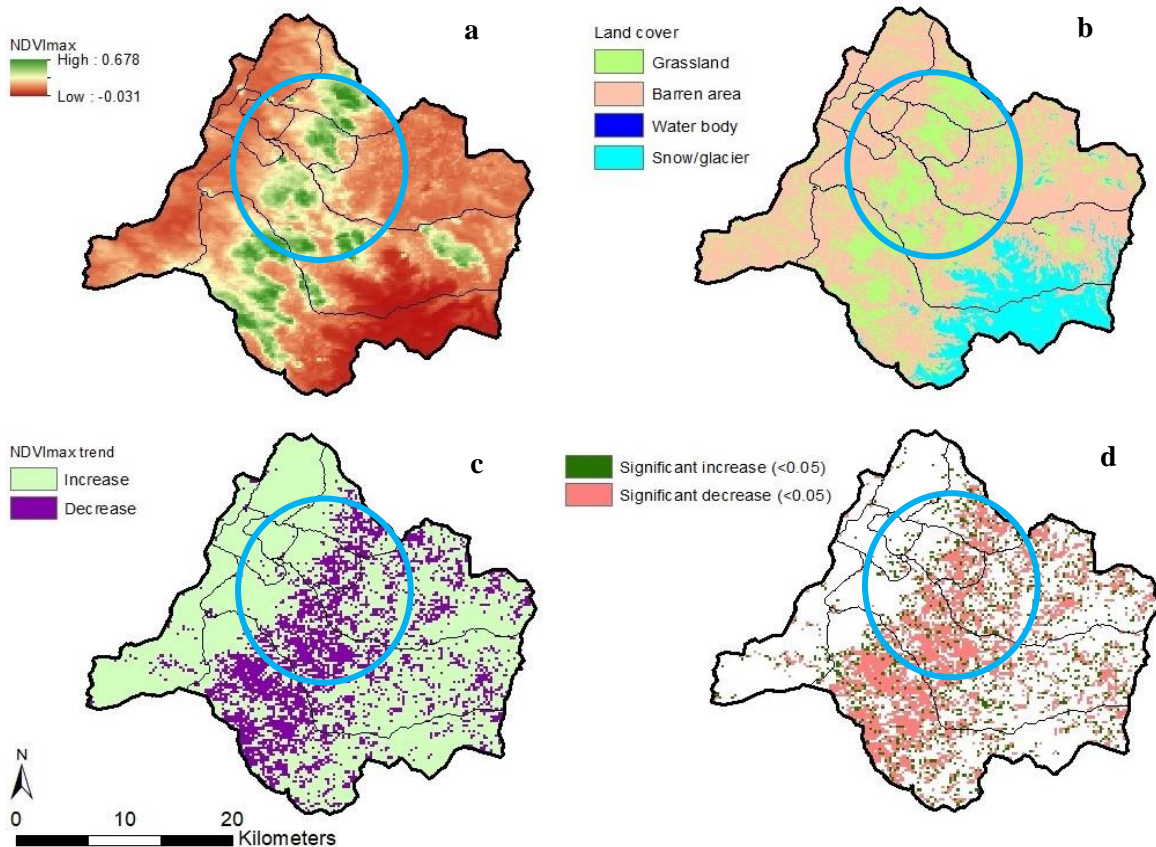 a
NDVImax
High : 0.678
Low : -0.031
b
Land cover
Grassland
Barren area
Water body
Snow/glacier
c
NDVImax trend
Increase
Decrease
d
Significant increase (<0.05)
Significant decrease (<0.05)
N
0 10 20
Kilometers